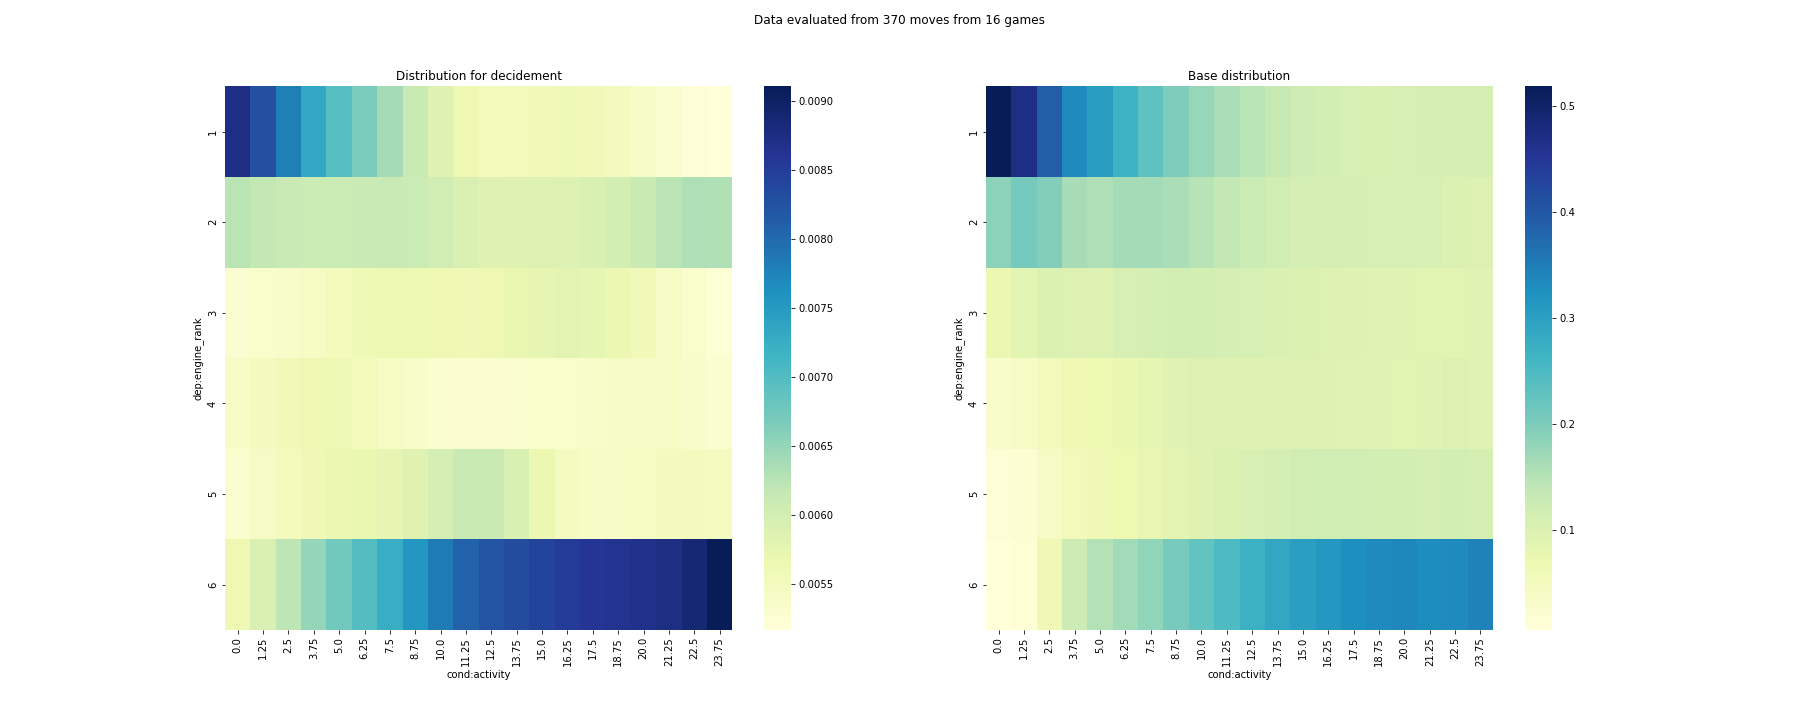 Data evaluated from 370 moves from 16 games
Distribution for decidement
dep:engine_rank
1
2
3
4
5
6
0.0 1.25 2.5 3.75 5.0 6.25 7.5 8.75 10.0 11.25 12.5 13.75 15.0 16.25 17.5 18.75 20.0 21.25 22.5 23.75
cond:activity
0.0090
0.0085
0.0080
0.0075
0.0070
0.0065
0.0060
0.0055
Base distribution
dep:engine_rank
1
2
3
4
5
6
0.0 1.25 2.5 3.75 5.0 6.25 7.5 8.75 10.0 11.25 12.5 13.75 15.0 16.25 17.5 18.75 20.0 21.25 22.5 23.75
cond:activity
0.5
0.4
0.3
0.2
0.1